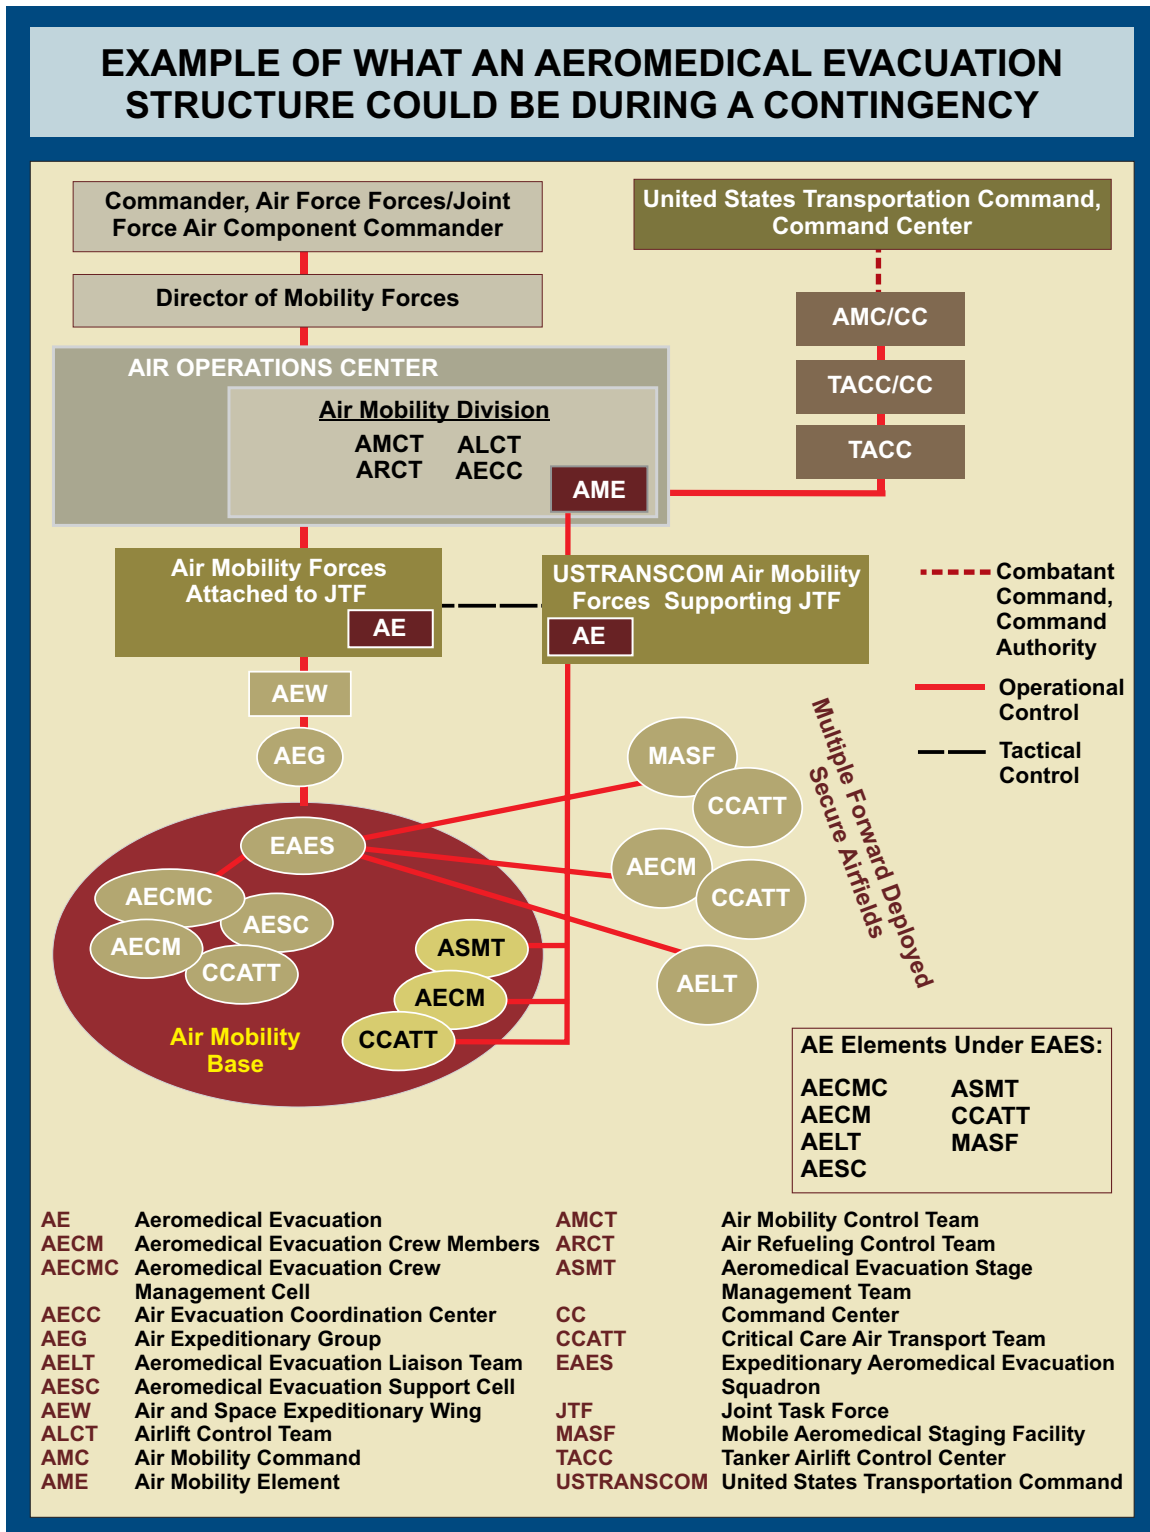 EXAMPLE OF WHAT AN AEROMEDICAL EVACUATION
STRUCTURE COULD BE DURING A CONTINGENCY
Commander, Air Force Forces/Joint
Force Air Component Commander
United States Transportation Command,
Command Center
Director of Mobility Forces
AMC/CC
TACC/CC
TACC
AIR OPERATIONS CENTER
Air Mobility Division
AMCT ALCT
ARCT AECC
AME
Air Mobility Forces
Attached to JTF
AE
USTRANSCOM Air Mobility
Forces Supporting JTF
AE
Combatant
Command,
Command
Authority
Operational
Control
Tactical
Control
AEW
AEG
EAES
AECMC
AESC
AECM
CCATT
ASMT
AECM
CCATT
Air Mobility
Base
MASF
CCATT
AECM
CCATT
AELT
Multiple Forward Deployed
Secure Airfields
AE Elements Under EAES:
AECMC ASMT
AECM CCATT
AELT MASF
AESC
AE Aeromedical Evacuation
AECM Aeromedical Evacuation Crew Members
AECMC Aeromedical Evacuation Crew
Management Cell
AECC Air Evacuation Coordination Center
AEG Air Expeditionary Group
AELT Aeromedical Evacuation Liaison Team
AESC Aeromedical Evacuation Support Cell
AEW Air and Space Expeditionary Wing
ALCT Airlift Control Team
AMC Air Mobility Command
AME Air Mobility Element
AMCT Air Mobility Control Team
ARCT Air Refueling Control Team
ASMT Aeromedical Evacuation Stage
Management Team
CC Command Center
CCATT Critical Care Air Transport Team
EAES Expeditionary Aeromedical Evacuation
Squadron
JTF Joint Task Force
MASF Mobile Aeromedical Staging Facility
TACC Tanker Airlift Control Center
USTRANSCOM United States Transportation Command